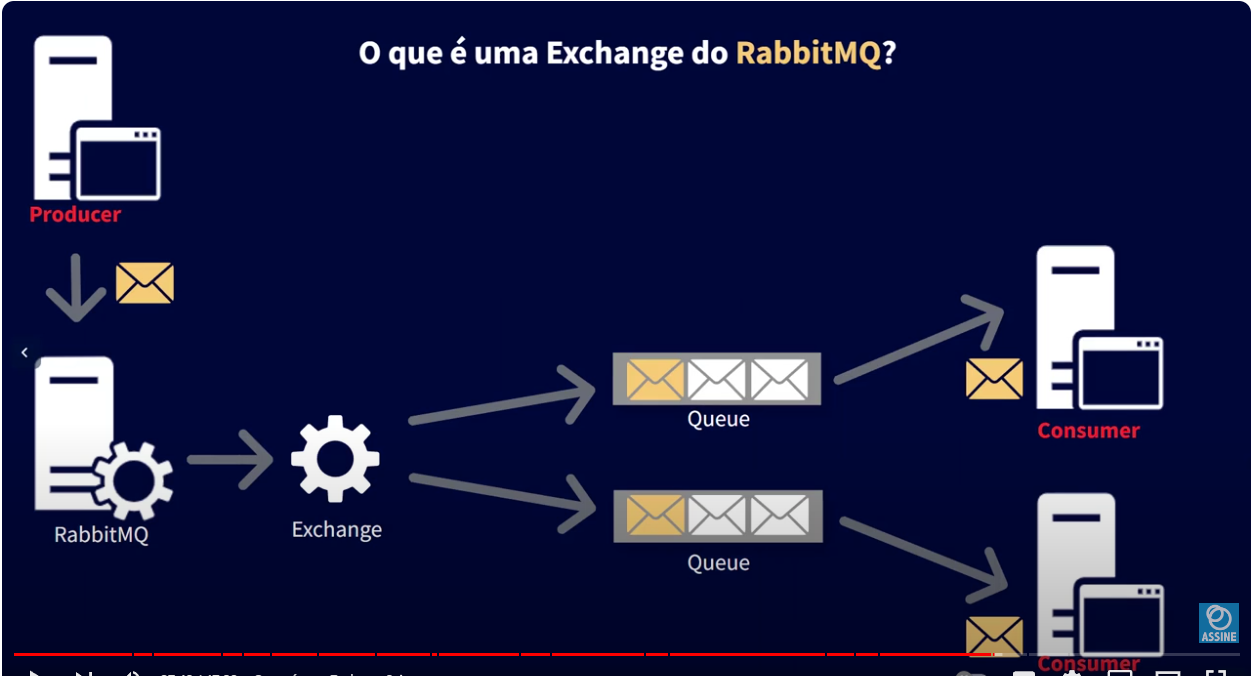 O que é uma Exchange do RabbitMQ?
Producer
Queue
Consumer
RabbitMQ
Exchange
Queue
ASSINE
Consumer